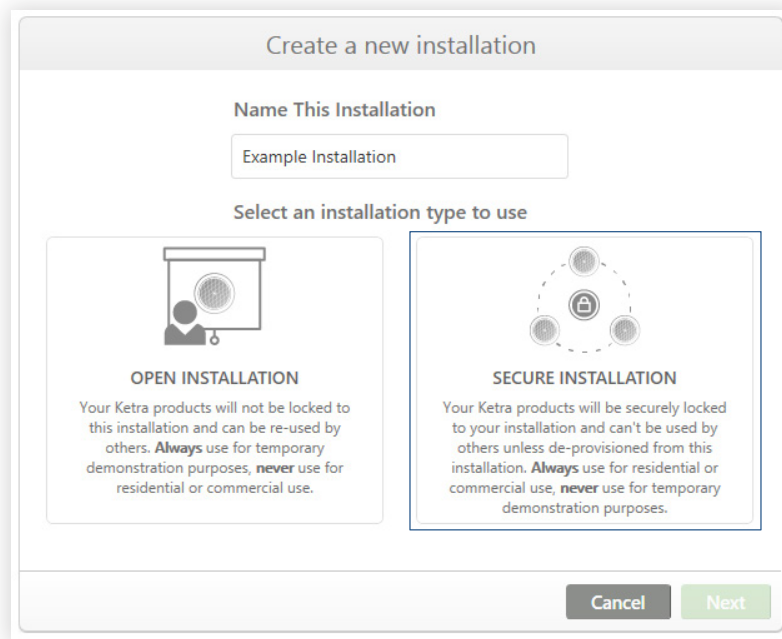 Create a new installation
Name This Installation
Example Installation
Select an installation type to use
OPEN INSTALLATION
Your Ketra products will not be locked to
this installation and can be re-used by
others. Always use for temporary
demonstration purposes, never use for
residential or commercial use.
SECURE INSTALLATION
Your Ketra products will be securely locked
to your installation and can't be used by
others unless de-provisioned from this
installation. Always use for residential or
commercial use, never use for temporary
demonstration purposes.
Cancel
Next